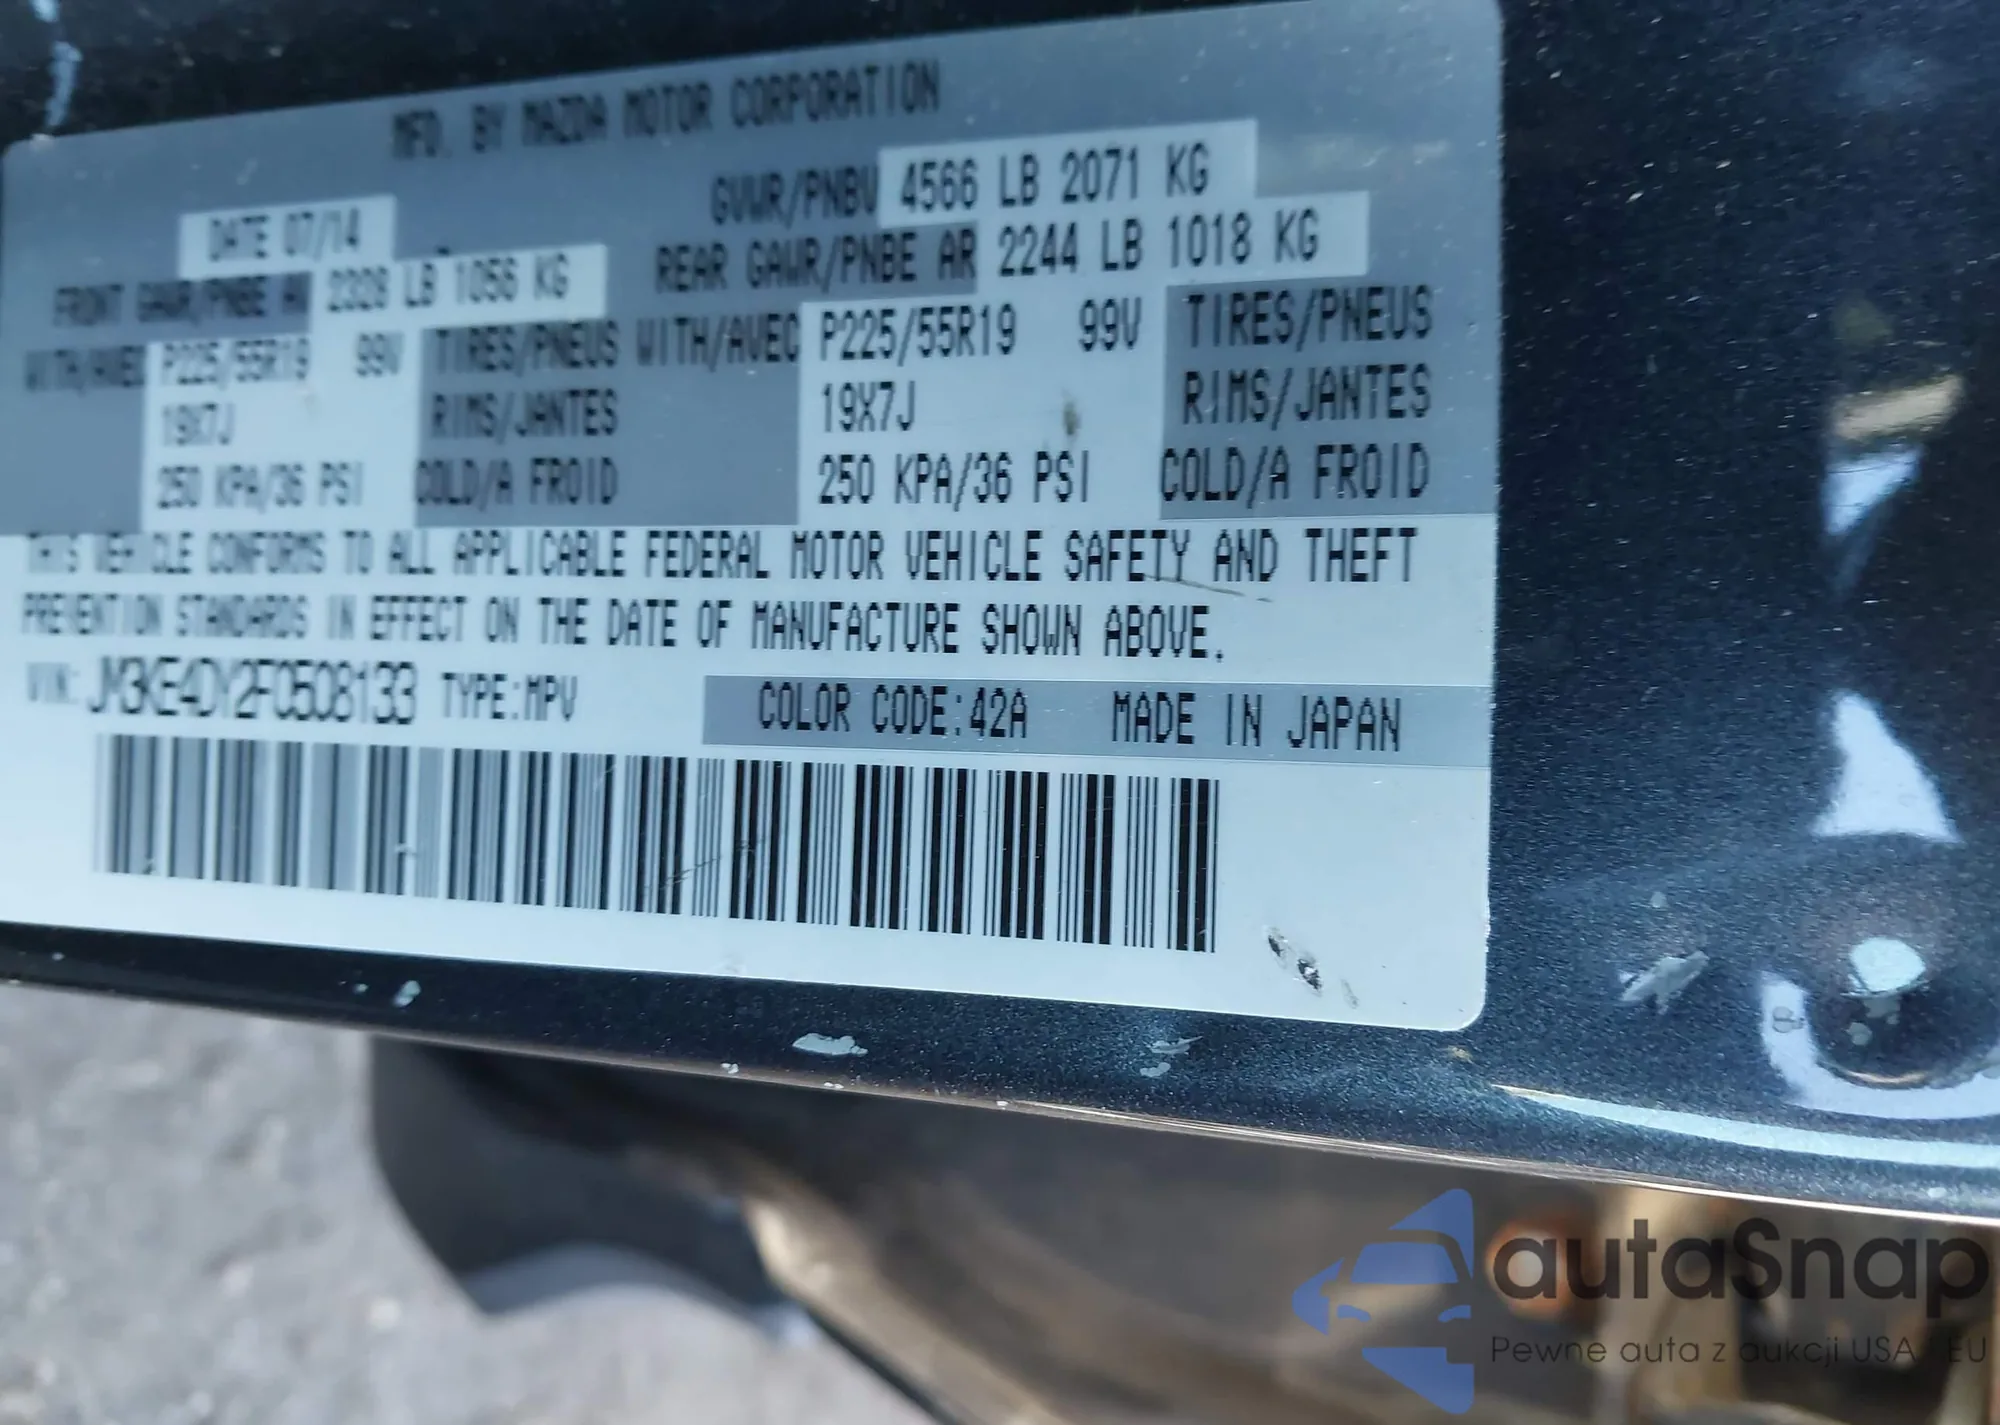 MFD. BY MAZDA MOTOR CORPORATION
DATE 07/14 GVWR/PNBV 4566 LB 2071 KG
FRONT GAWR/PNBE AV 2328 LB 1056 KG REAR GAWR/PNBE AR 2244 LB 1018 KG
WITH/AVEC P225/55R19 99V TIRES/PNEUS WITH/AVEC P225/55R19 99V TIRES/PNEUS
19X7J RIMS/JANTES 19X7J RIMS/JANTES
250 KPA/36 PSI COLD/A FROID 250 KPA/36 PSI COLD/A FROID
THIS VEHICLE CONFORMS TO ALL APPLICABLE FEDERAL MOTOR VEHICLE SAFETY AND THEFT
PREVENTION STANDARDS IN EFFECT ON THE DATE OF MANUFACTURE SHOWN ABOVE.
VIN: JM3KE4DY2F0508133 TYPE:MPV COLOR CODE:42A MADE IN JAPAN
autaSnap
Pewne auta z aukcji USA i EU